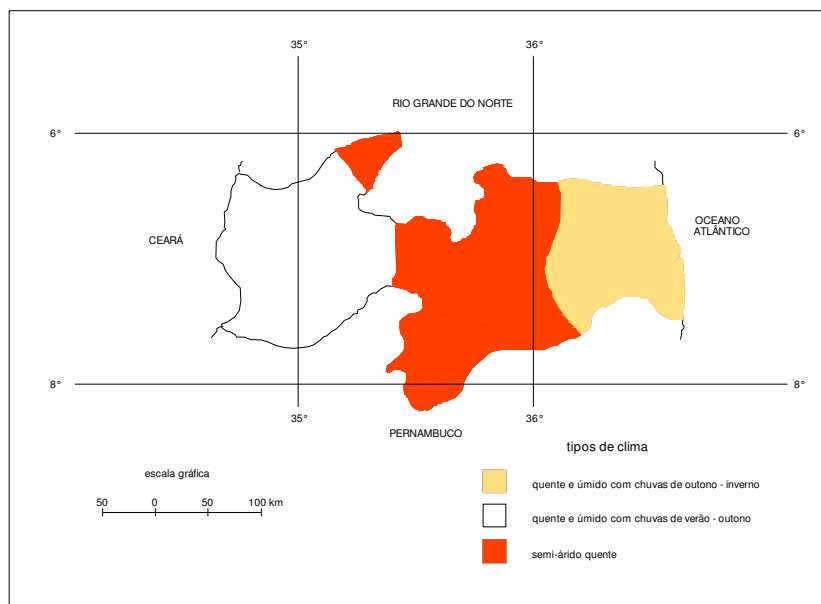 35°
36°
RIO GRANDE DO NORTE
6°
6°
CEARÁ
OCEANO
ATLÂNTICO
8°
8°
35°
36°
PERNAMBUCO
tipos de clima
escala gráfica
quente e úmido com chuvas de outono - inverno
50 0 50 100 km
quente e úmido com chuvas de verão - outono
semi-árido quente